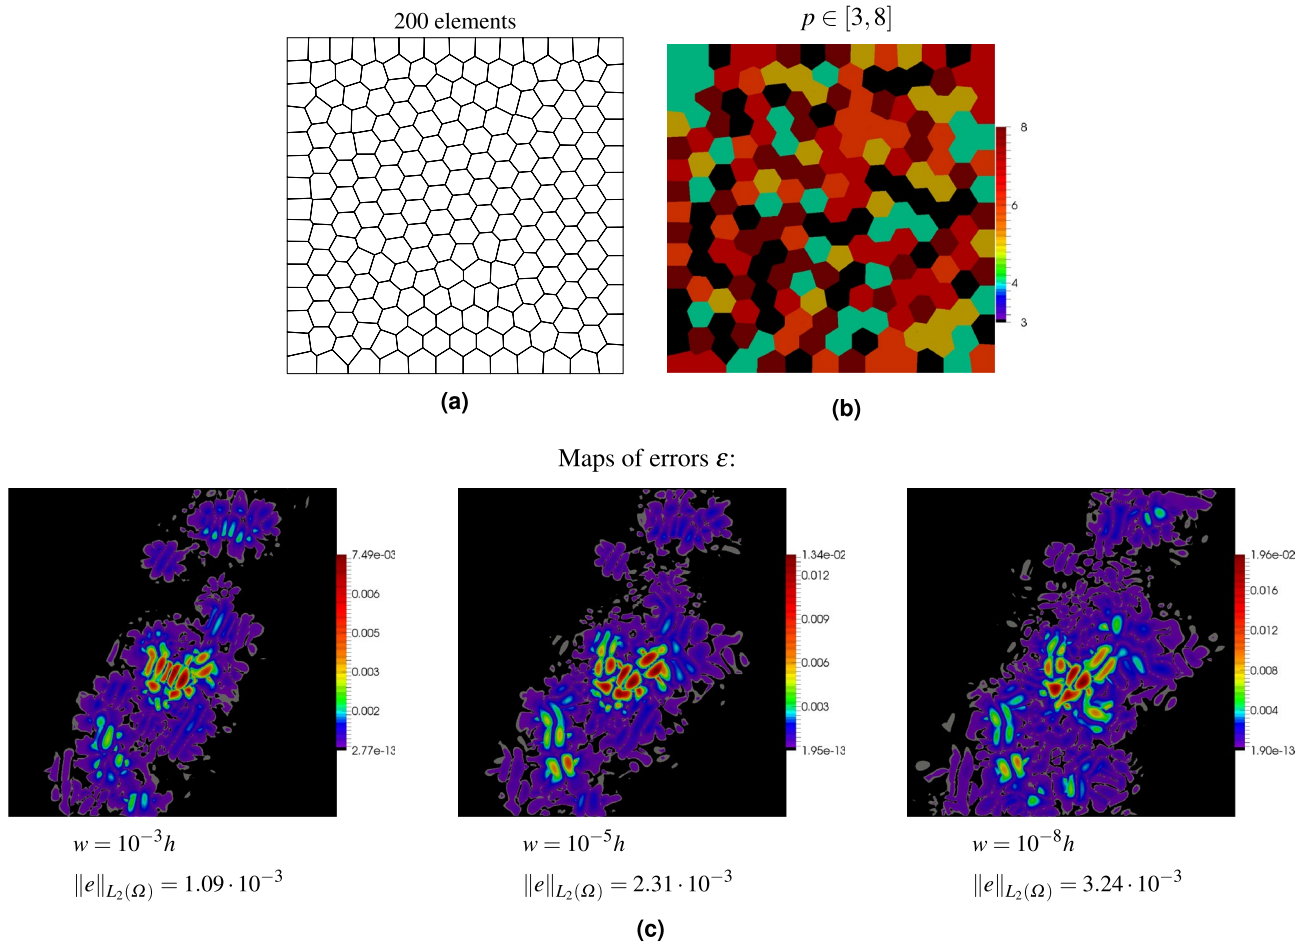 200 elements
p ∈ [3,8]
8
6
4
3
(a)
(b)
Maps of errors ε:
7.49e-03
0.006
0.005
0.003
0.002
2.77e-13
1.34e-02
0.012
0.009
0.006
0.003
1.95e-13
1.96e-02
0.016
0.012
0.008
0.004
1.90e-13
w = 10⁻³h
‖e‖L₂(Ω) = 1.09 · 10⁻³
w = 10⁻⁵h
‖e‖L₂(Ω) = 2.31 · 10⁻³
w = 10⁻⁸h
‖e‖L₂(Ω) = 3.24 · 10⁻³
(c)